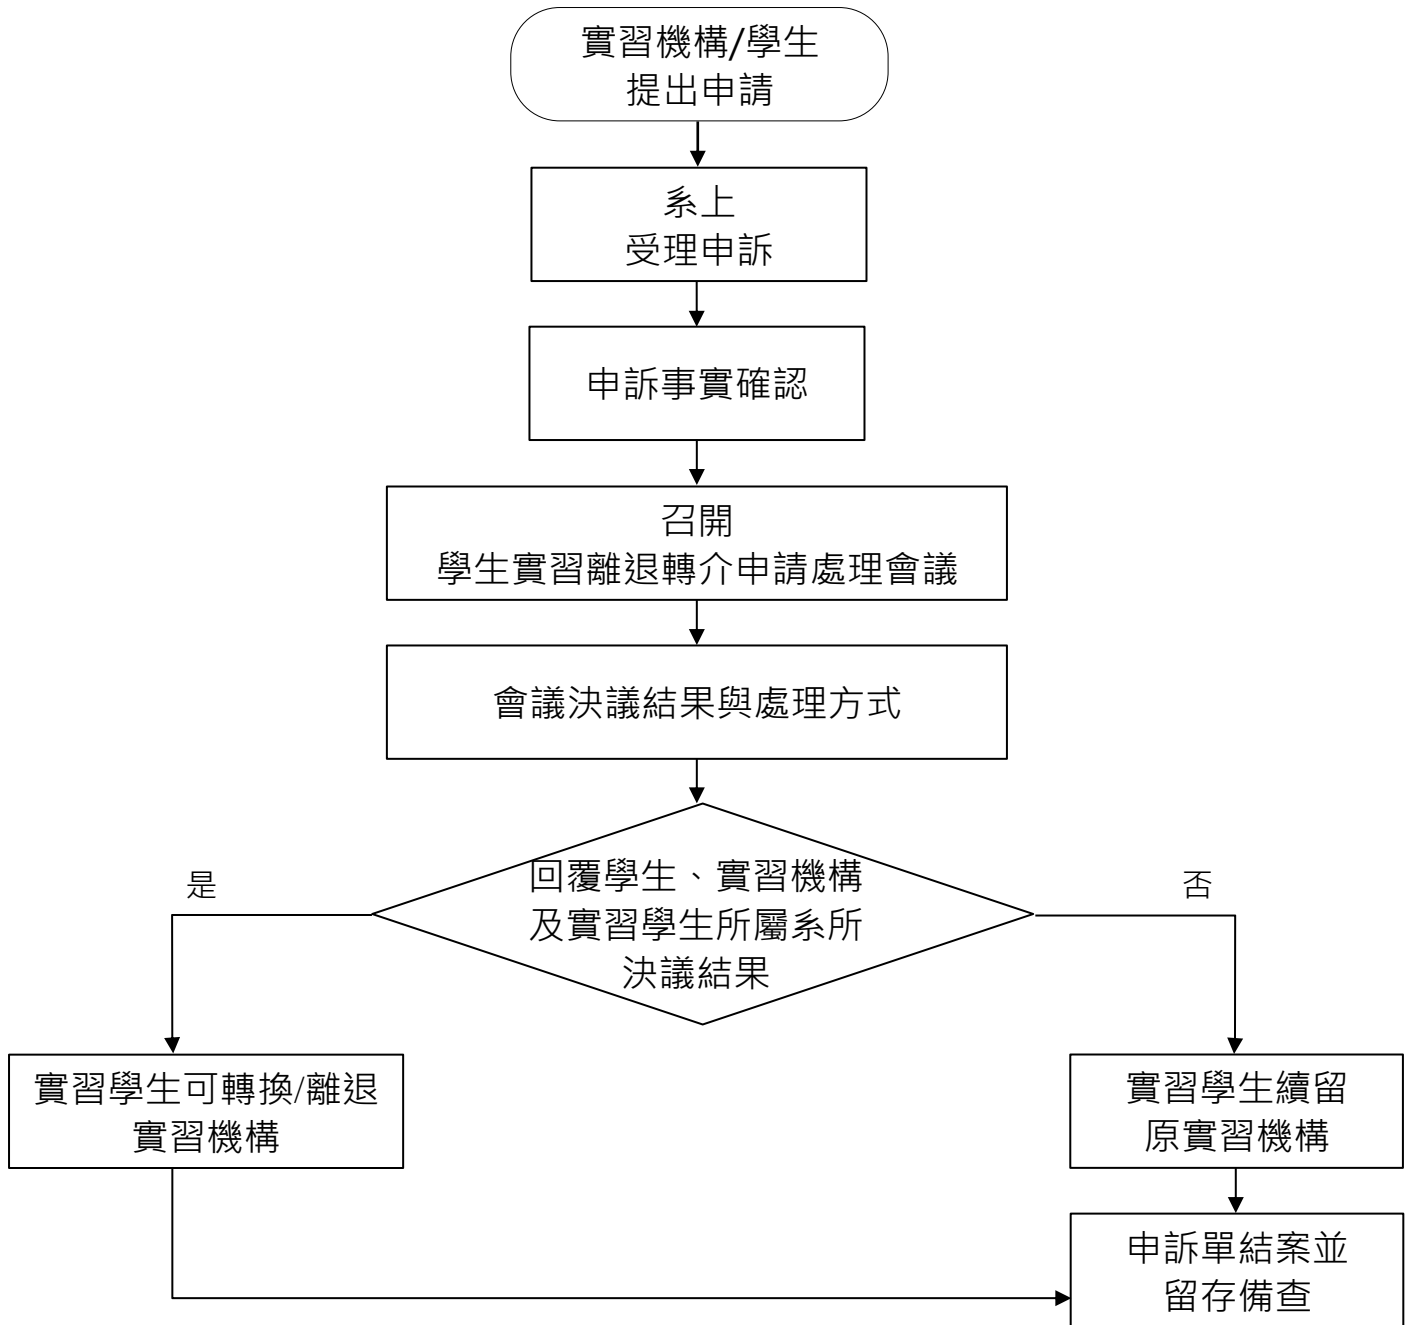 實習機構/學生
提出申請
系上
受理申訴
申訴事實確認
召開
學生實習離退轉介申請處理會議
會議決議結果與處理方式
回覆學生、實習機構
及實習學生所屬系所
決議結果
是
否
實習學生可轉換/離退
實習機構
實習學生續留
原實習機構
申訴單結案並
留存備查